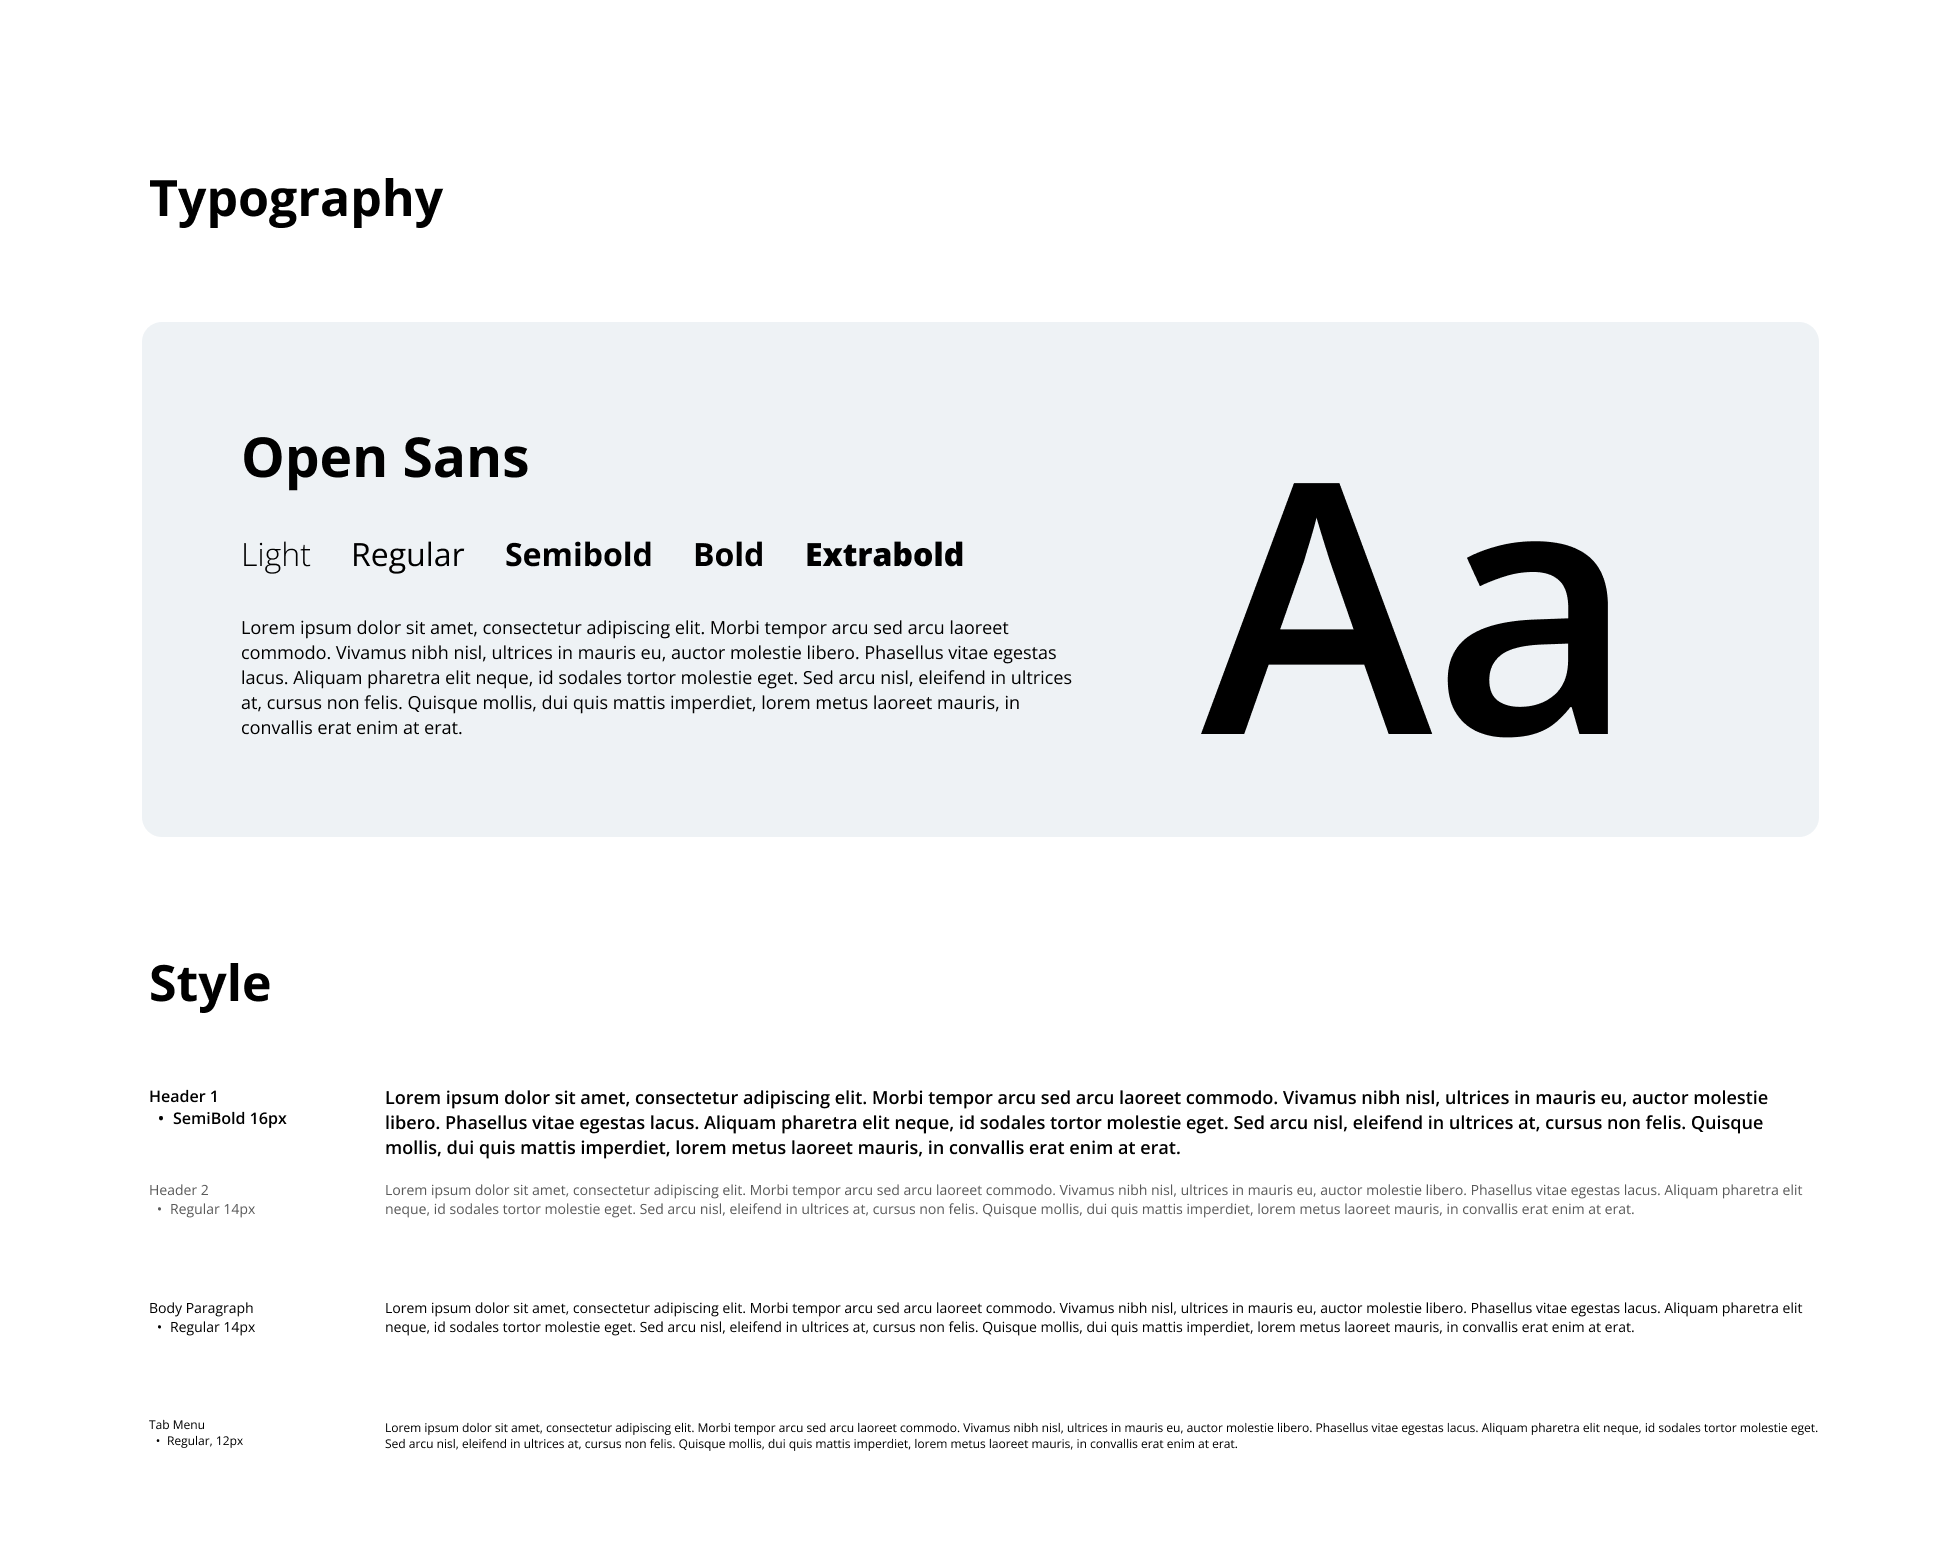 Typography
Open Sans
Light Regular Semibold Bold Extrabold
Lorem ipsum dolor sit amet, consectetur adipiscing elit. Morbi tempor arcu sed arcu laoreet
commodo. Vivamus nibh nisl, ultrices in mauris eu, auctor molestie libero. Phasellus vitae egestas
lacus. Aliquam pharetra elit neque, id sodales tortor molestie eget. Sed arcu nisl, eleifend in ultrices
at, cursus non felis. Quisque mollis, dui quis mattis imperdiet, lorem metus laoreet mauris, in
convallis erat enim at erat.
Aa
Style
Header 1
• SemiBold 16px
Lorem ipsum dolor sit amet, consectetur adipiscing elit. Morbi tempor arcu sed arcu laoreet commodo. Vivamus nibh nisl, ultrices in mauris eu, auctor molestie
libero. Phasellus vitae egestas lacus. Aliquam pharetra elit neque, id sodales tortor molestie eget. Sed arcu nisl, eleifend in ultrices at, cursus non felis. Quisque
mollis, dui quis mattis imperdiet, lorem metus laoreet mauris, in convallis erat enim at erat.
Header 2
• Regular 14px
Lorem ipsum dolor sit amet, consectetur adipiscing elit. Morbi tempor arcu sed arcu laoreet commodo. Vivamus nibh nisl, ultrices in mauris eu, auctor molestie libero. Phasellus vitae egestas lacus. Aliquam pharetra elit
neque, id sodales tortor molestie eget. Sed arcu nisl, eleifend in ultrices at, cursus non felis. Quisque mollis, dui quis mattis imperdiet, lorem metus laoreet mauris, in convallis erat enim at erat.
Body Paragraph
• Regular 14px
Lorem ipsum dolor sit amet, consectetur adipiscing elit. Morbi tempor arcu sed arcu laoreet commodo. Vivamus nibh nisl, ultrices in mauris eu, auctor molestie libero. Phasellus vitae egestas lacus. Aliquam pharetra elit
neque, id sodales tortor molestie eget. Sed arcu nisl, eleifend in ultrices at, cursus non felis. Quisque mollis, dui quis mattis imperdiet, lorem metus laoreet mauris, in convallis erat enim at erat.
Tab Menu
• Regular, 12px
Lorem ipsum dolor sit amet, consectetur adipiscing elit. Morbi tempor arcu sed arcu laoreet commodo. Vivamus nibh nisl, ultrices in mauris eu, auctor molestie libero. Phasellus vitae egestas lacus. Aliquam pharetra elit neque, id sodales tortor molestie eget.
Sed arcu nisl, eleifend in ultrices at, cursus non felis. Quisque mollis, dui quis mattis imperdiet, lorem metus laoreet mauris, in convallis erat enim at erat.